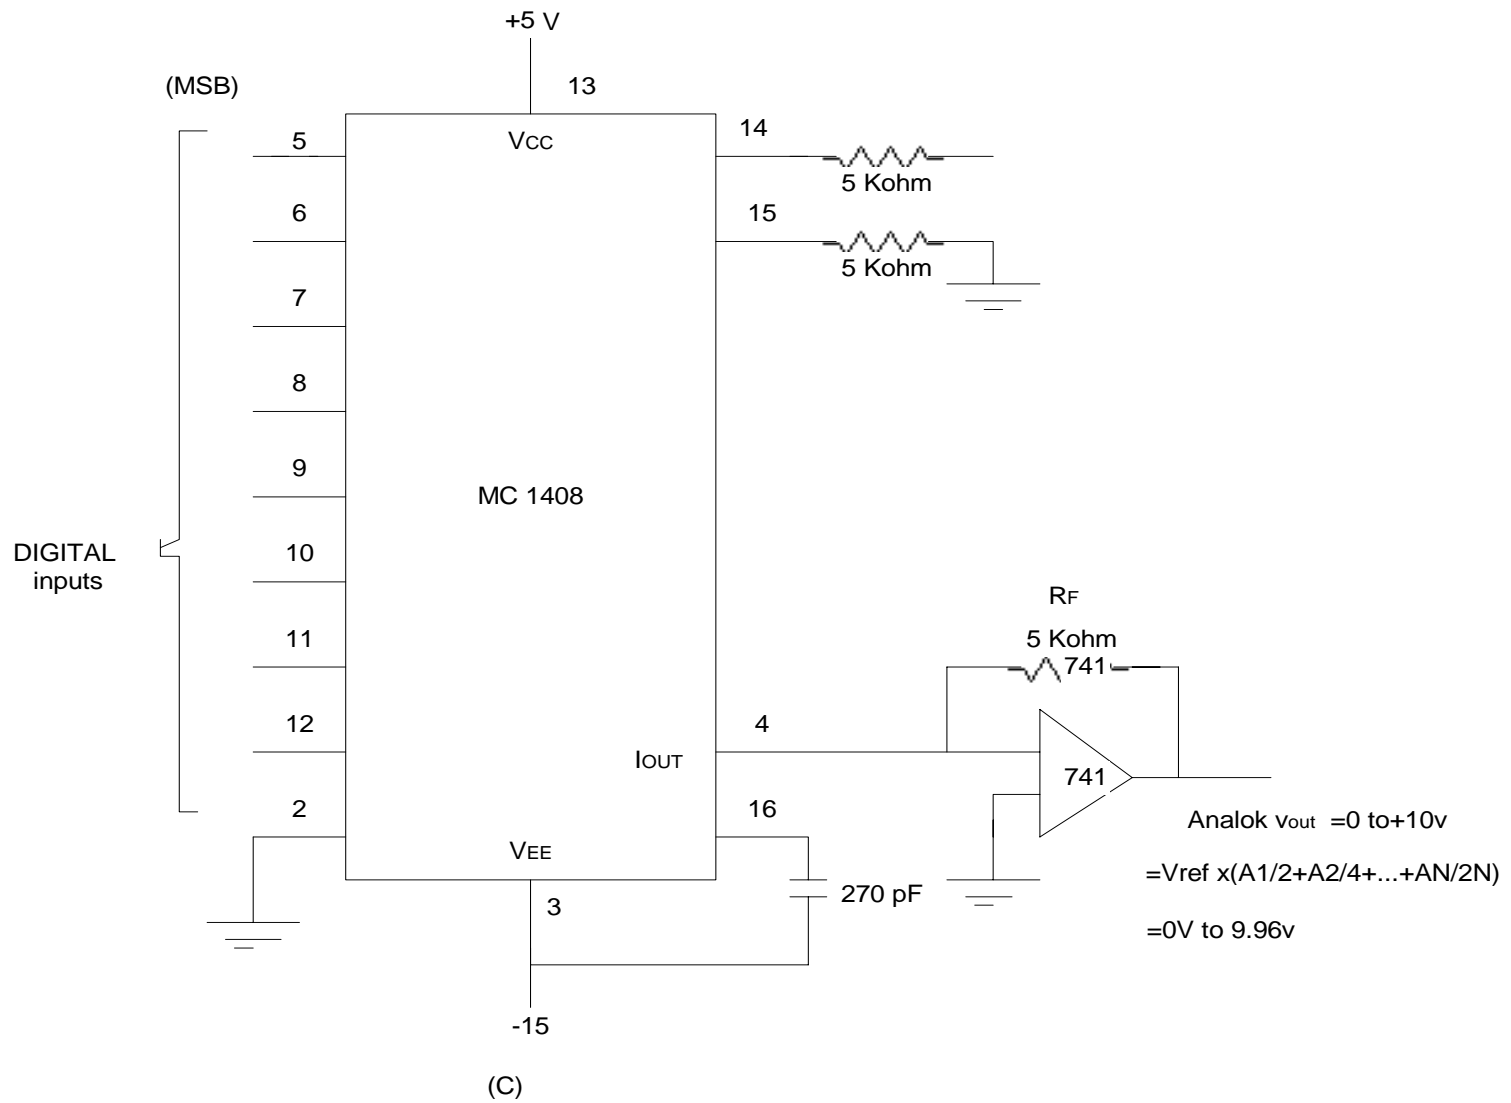 +5 V
(MSB)
13
5
VCC
14
5 Kohm
6
15
5 Kohm
7
8
9
MC 1408
DIGITAL
inputs
10
11
RF
5 Kohm
741
12
4
IOUT
741
2
16
VEE
Analok vout =0 to+10v
3
270 pF
=Vref x(A1/2+A2/4+...+AN/2N)
=0V to 9.96v
-15
(C)